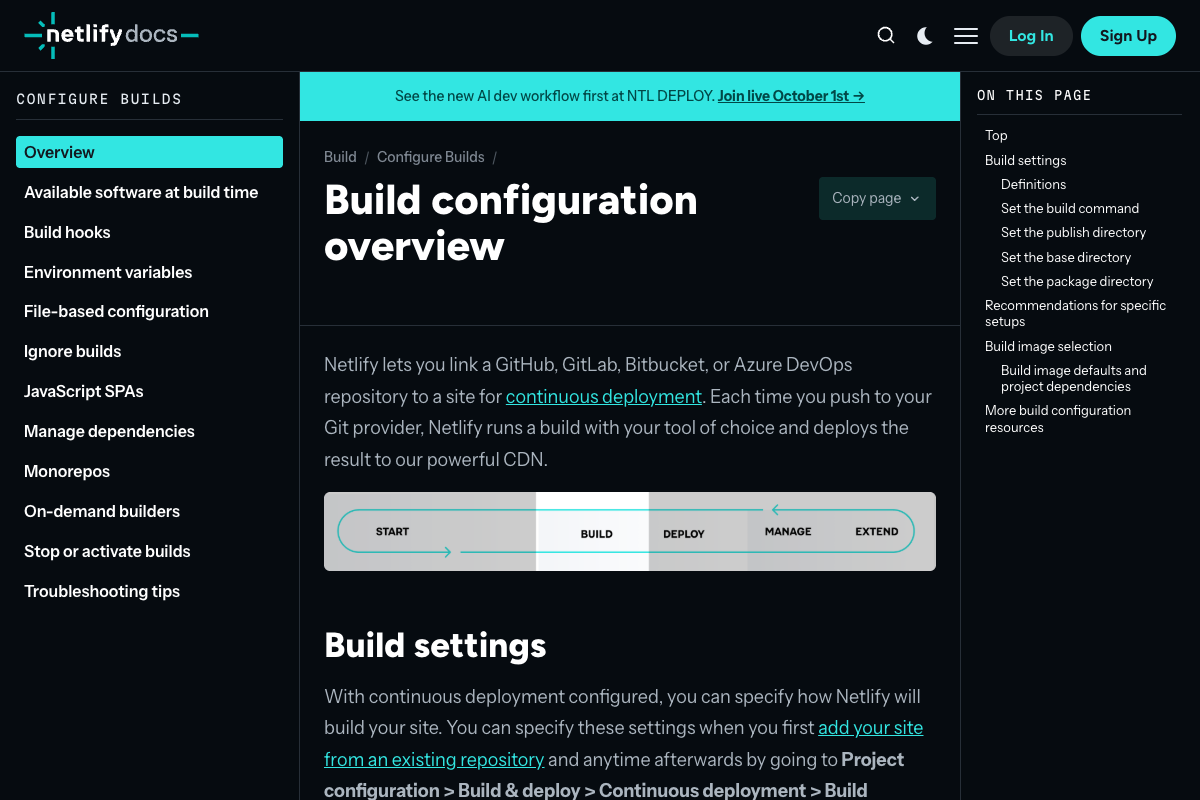 netlify docs
Log In
Sign Up
CONFIGURE BUILDS
Overview
Available software at build time
Build hooks
Environment variables
File-based configuration
Ignore builds
JavaScript SPAs
Manage dependencies
Monorepos
On-demand builders
Stop or activate builds
Troubleshooting tips
See the new AI dev workflow first at NTL DEPLOY. Join live October 1st →
Build / Configure Builds /
Build configuration
overview
Copy page
Netlify lets you link a GitHub, GitLab, Bitbucket, or Azure DevOps
repository to a site for continuous deployment. Each time you push to your
Git provider, Netlify runs a build with your tool of choice and deploys the
result to our powerful CDN.
START
BUILD
DEPLOY
MANAGE
EXTEND
Build settings
With continuous deployment configured, you can specify how Netlify will
build your site. You can specify these settings when you first add your site
from an existing repository and anytime afterwards by going to Project
configuration > Build & deploy > Continuous deployment > Build
ON THIS PAGE
Top
Build settings
Definitions
Set the build command
Set the publish directory
Set the base directory
Set the package directory
Recommendations for specific
setups
Build image selection
Build image defaults and
project dependencies
More build configuration
resources